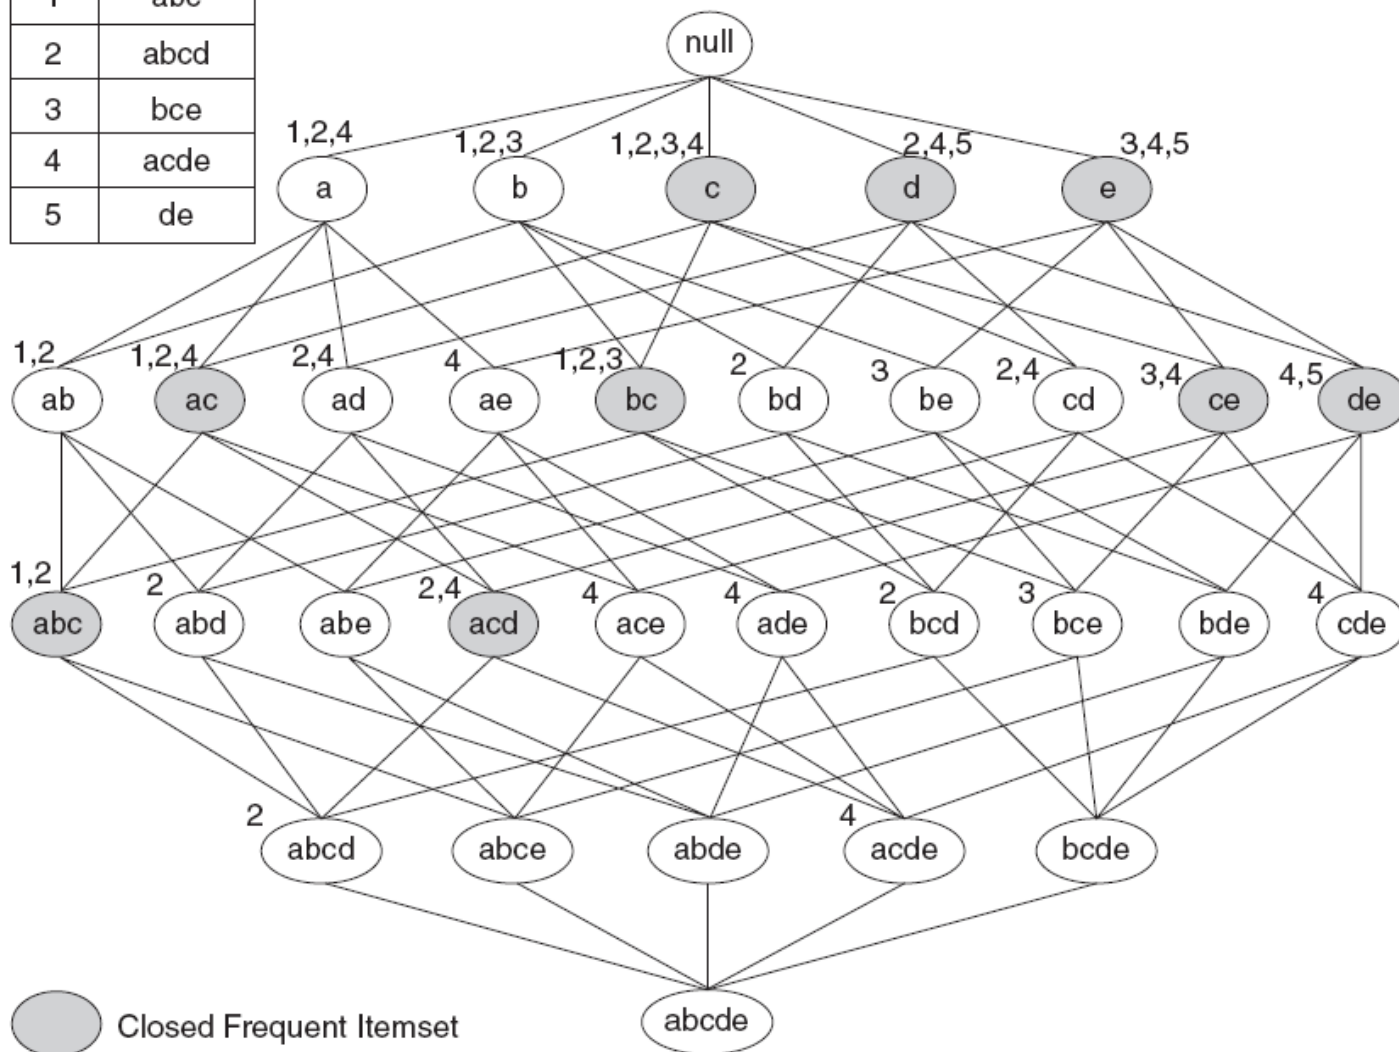 1 abc
2 abcd
3 bce
4 acde
5 de
null
1,2,4 1,2,3 1,2,3,4 2,4,5 3,4,5
a b c d e
1,2 1,2,4 2,4 4 1,2,3 2 3 2,4 3,4 4,5
ab ac ad ae bc bd be cd ce de
1,2 2 2,4 4 4 2 3 4
abc abd abe acd ace ade bcd bce bde cde
2 4
abcd abce abde acde bcde
abcde
Closed Frequent Itemset